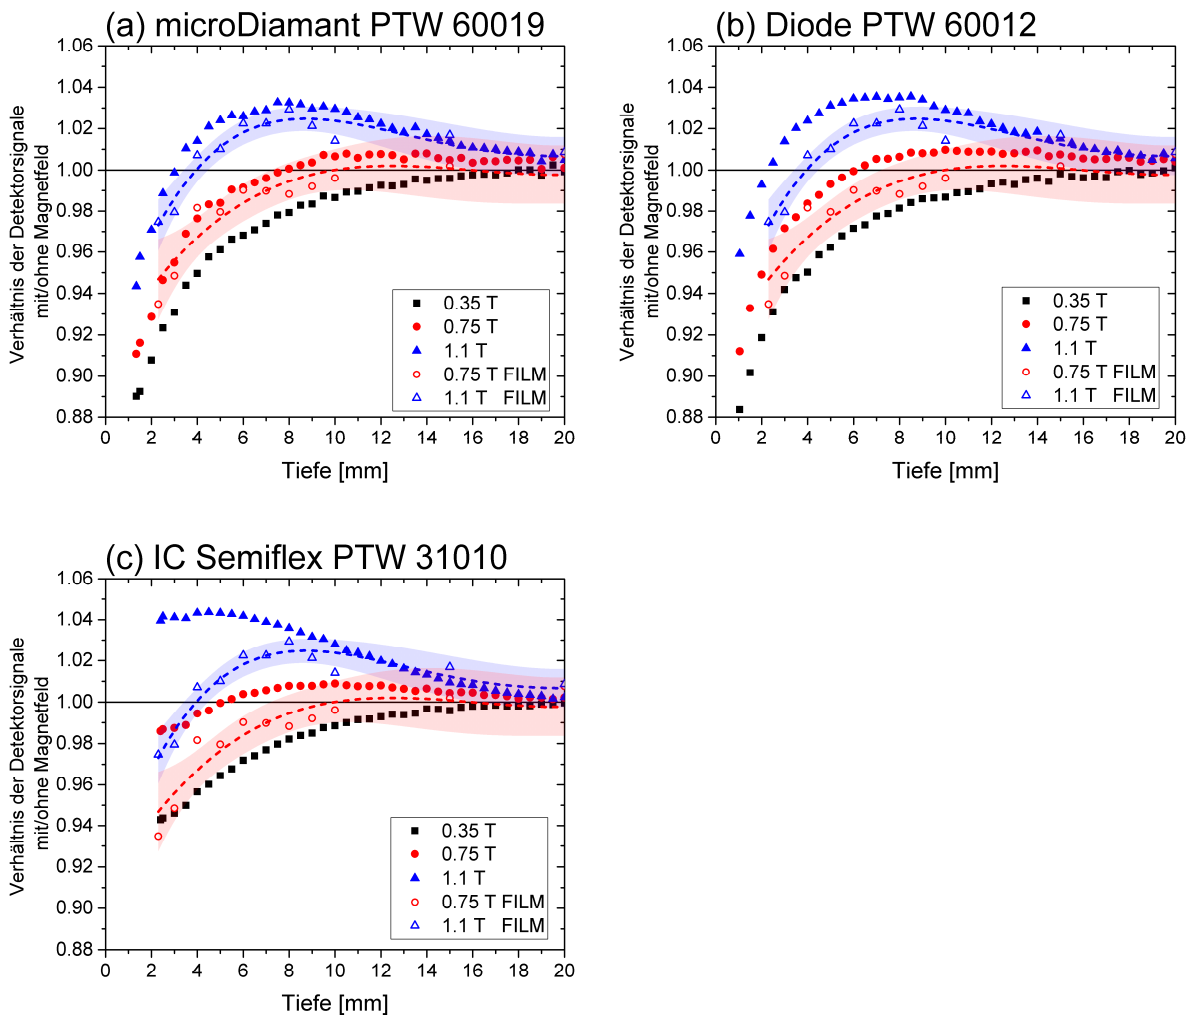 (a) microDiamant PTW 60019
1.06
1.04
1.02
1.00
0.98
0.96
0.94
0.92
0.90
0.88
Verhältnis der Detektorsignale
mit/ohne Magnetfeld
0.35 T
0.75 T
1.1 T
0.75 T FILM
1.1 T FILM
0 2 4 6 8 10 12 14 16 18 20
Tiefe [mm]
(b) Diode PTW 60012
1.06
1.04
1.02
1.00
0.98
0.96
0.94
0.92
0.90
0.88
Verhältnis der Detektorsignale
mit/ohne Magnetfeld
0.35 T
0.75 T
1.1 T
0.75 T FILM
1.1 T FILM
0 2 4 6 8 10 12 14 16 18 20
Tiefe [mm]
(c) IC Semiflex PTW 31010
1.06
1.04
1.02
1.00
0.98
0.96
0.94
0.92
0.90
0.88
Verhältnis der Detektorsignale
mit/ohne Magnetfeld
0.35 T
0.75 T
1.1 T
0.75 T FILM
1.1 T FILM
0 2 4 6 8 10 12 14 16 18 20
Tiefe [mm]